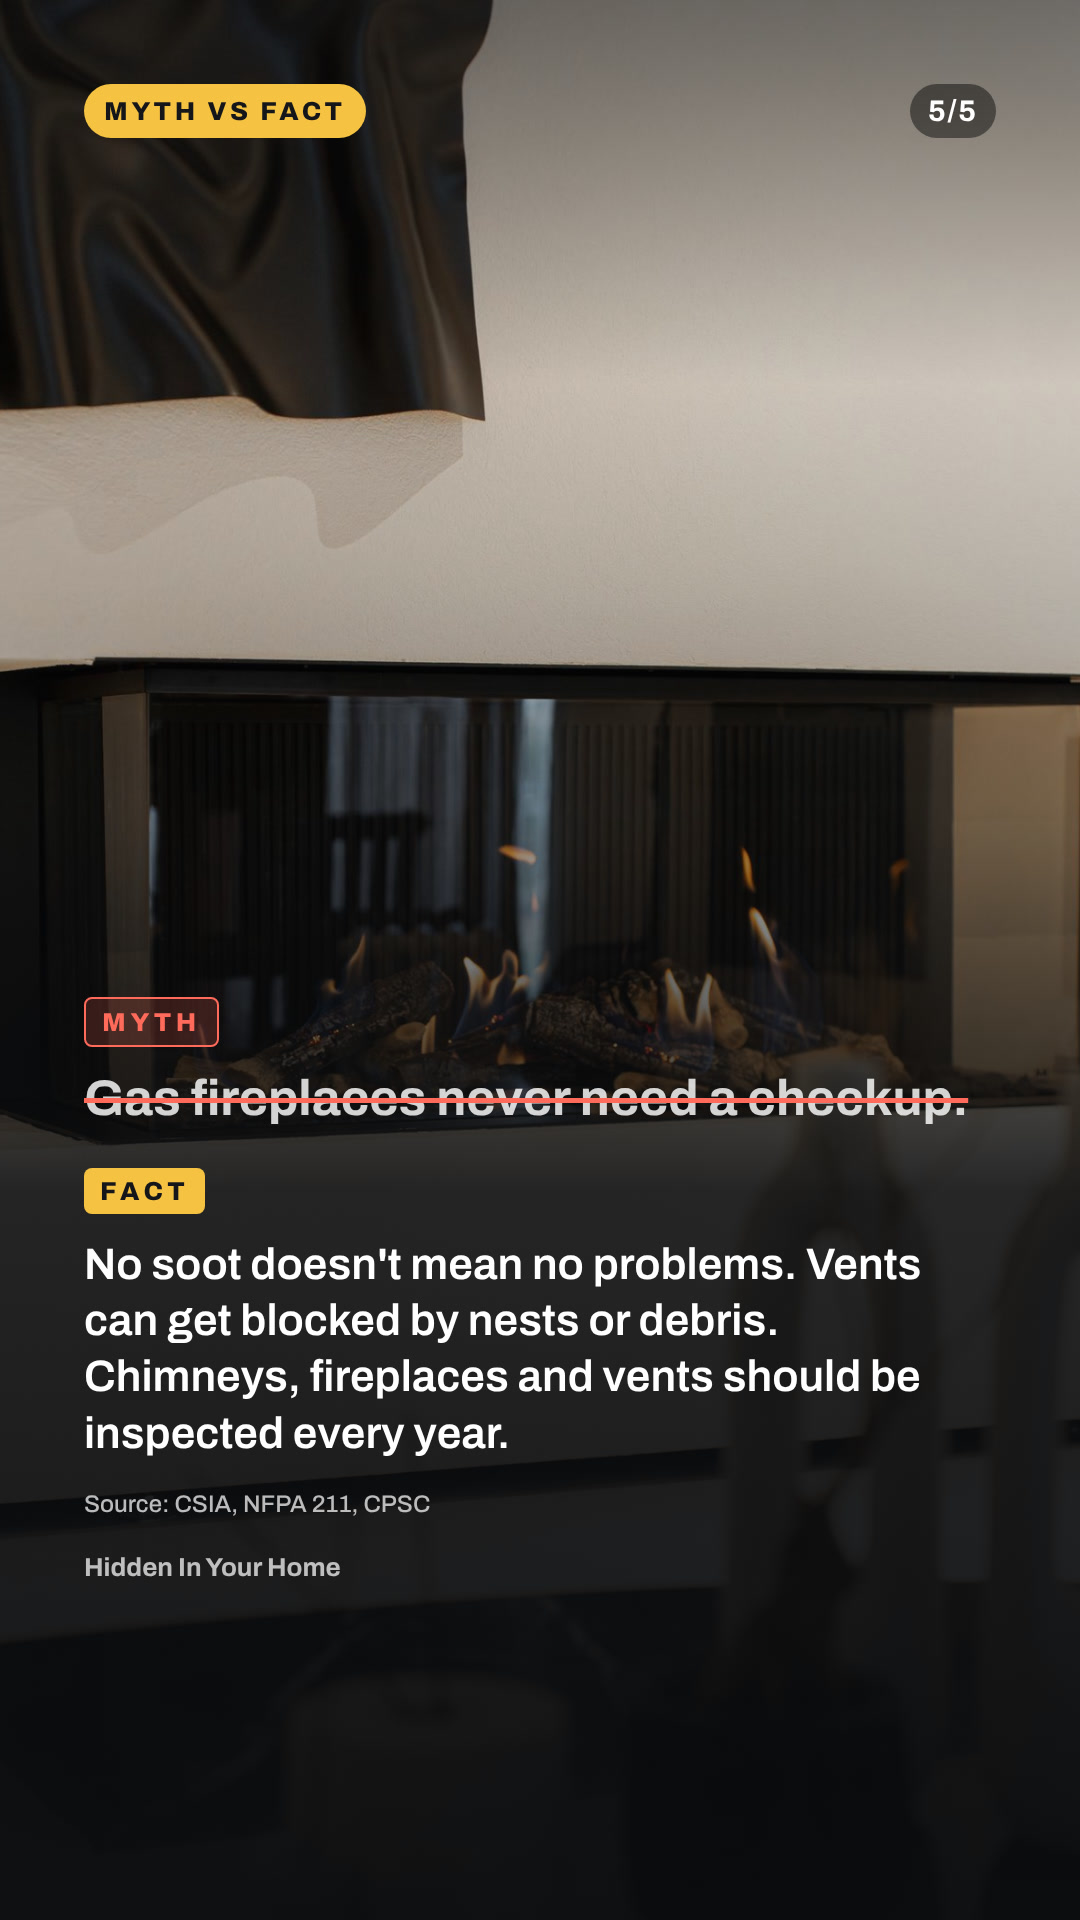 MYTH VS FACT
5/5
MYTH
Gas fireplaces never need a checkup.
FACT
No soot doesn't mean no problems. Vents
can get blocked by nests or debris.
Chimneys, fireplaces and vents should be
inspected every year.
Source: CSIA, NFPA 211, CPSC
Hidden In Your Home